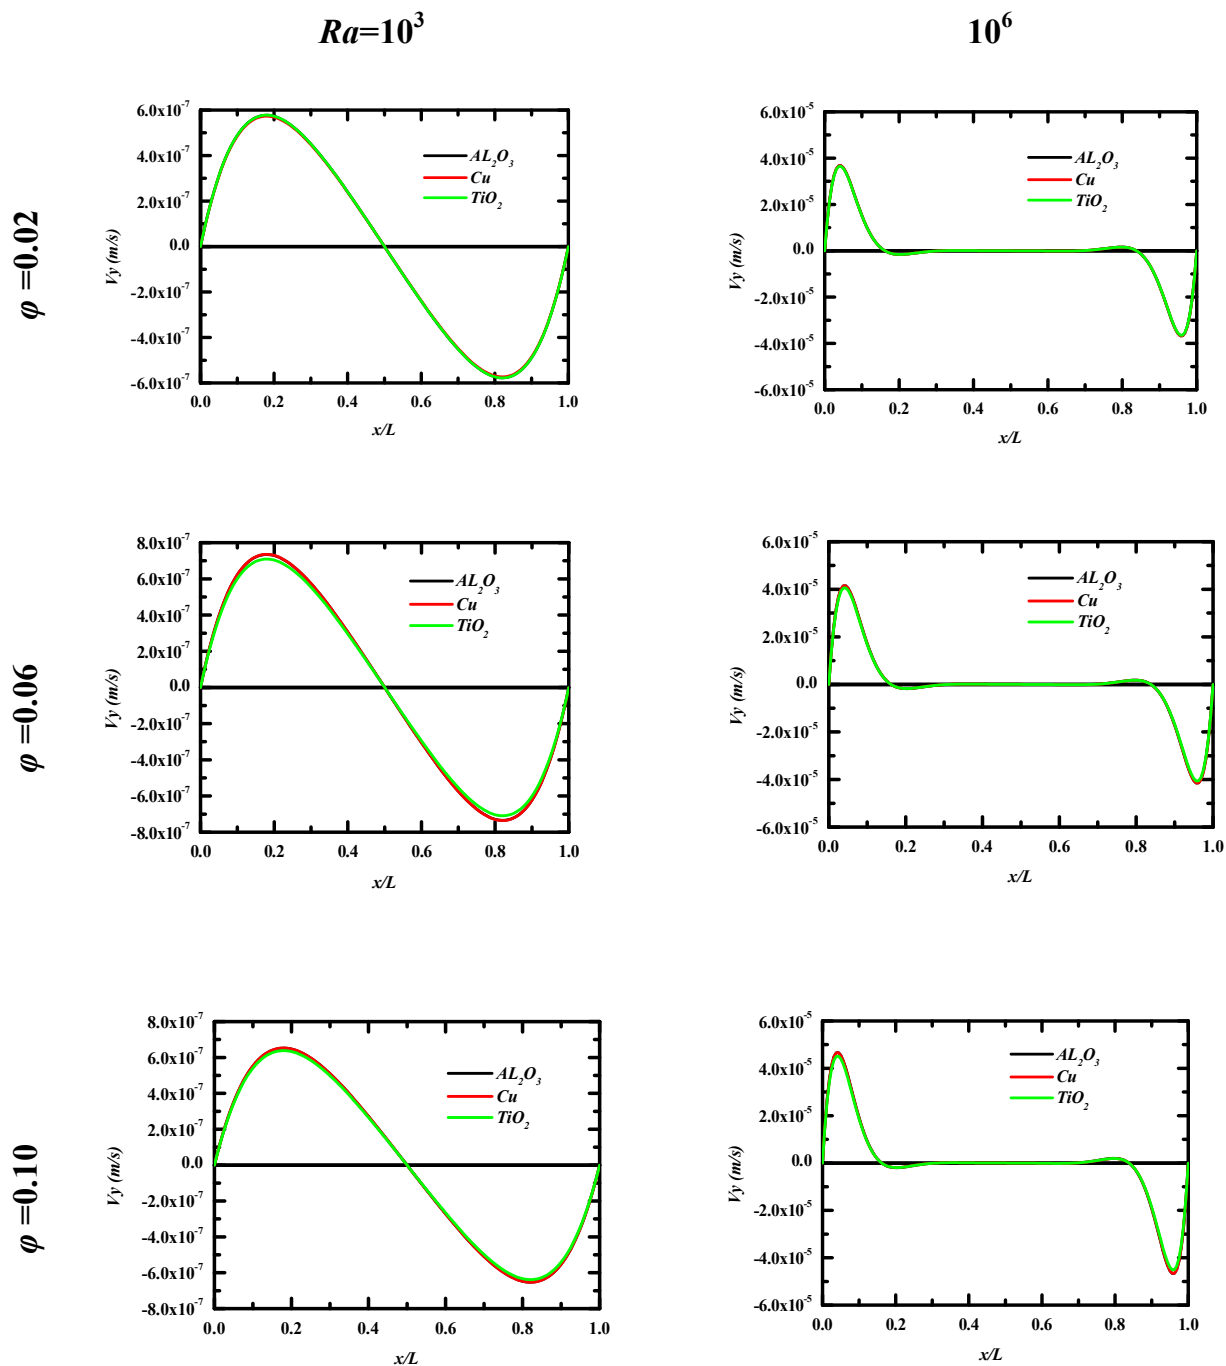 Ra=10³
10⁶
φ =0.02
6.0x10⁻⁷
4.0x10⁻⁷
2.0x10⁻⁷
0.0
-2.0x10⁻⁷
-4.0x10⁻⁷
-6.0x10⁻⁷
Vy (m/s)
AL₂O₃
Cu
TiO₂
0.0 0.2 0.4 0.6 0.8 1.0
x/L
6.0x10⁻⁵
4.0x10⁻⁵
2.0x10⁻⁵
0.0
-2.0x10⁻⁵
-4.0x10⁻⁵
-6.0x10⁻⁵
Vy (m/s)
AL₂O₃
Cu
TiO₂
0.0 0.2 0.4 0.6 0.8 1.0
x/L
φ =0.06
8.0x10⁻⁷
6.0x10⁻⁷
4.0x10⁻⁷
2.0x10⁻⁷
0.0
-2.0x10⁻⁷
-4.0x10⁻⁷
-6.0x10⁻⁷
-8.0x10⁻⁷
Vy (m/s)
AL₂O₃
Cu
TiO₂
0.0 0.2 0.4 0.6 0.8 1.0
x/L
6.0x10⁻⁵
4.0x10⁻⁵
2.0x10⁻⁵
0.0
-2.0x10⁻⁵
-4.0x10⁻⁵
-6.0x10⁻⁵
Vy (m/s)
AL₂O₃
Cu
TiO₂
0.0 0.2 0.4 0.6 0.8 1.0
x/L
φ =0.10
8.0x10⁻⁷
6.0x10⁻⁷
4.0x10⁻⁷
2.0x10⁻⁷
0.0
-2.0x10⁻⁷
-4.0x10⁻⁷
-6.0x10⁻⁷
-8.0x10⁻⁷
Vy (m/s)
AL₂O₃
Cu
TiO₂
0.0 0.2 0.4 0.6 0.8 1.0
x/L
6.0x10⁻⁵
4.0x10⁻⁵
2.0x10⁻⁵
0.0
-2.0x10⁻⁵
-4.0x10⁻⁵
-6.0x10⁻⁵
Vy (m/s)
AL₂O₃
Cu
TiO₂
0.0 0.2 0.4 0.6 0.8 1.0
x/L